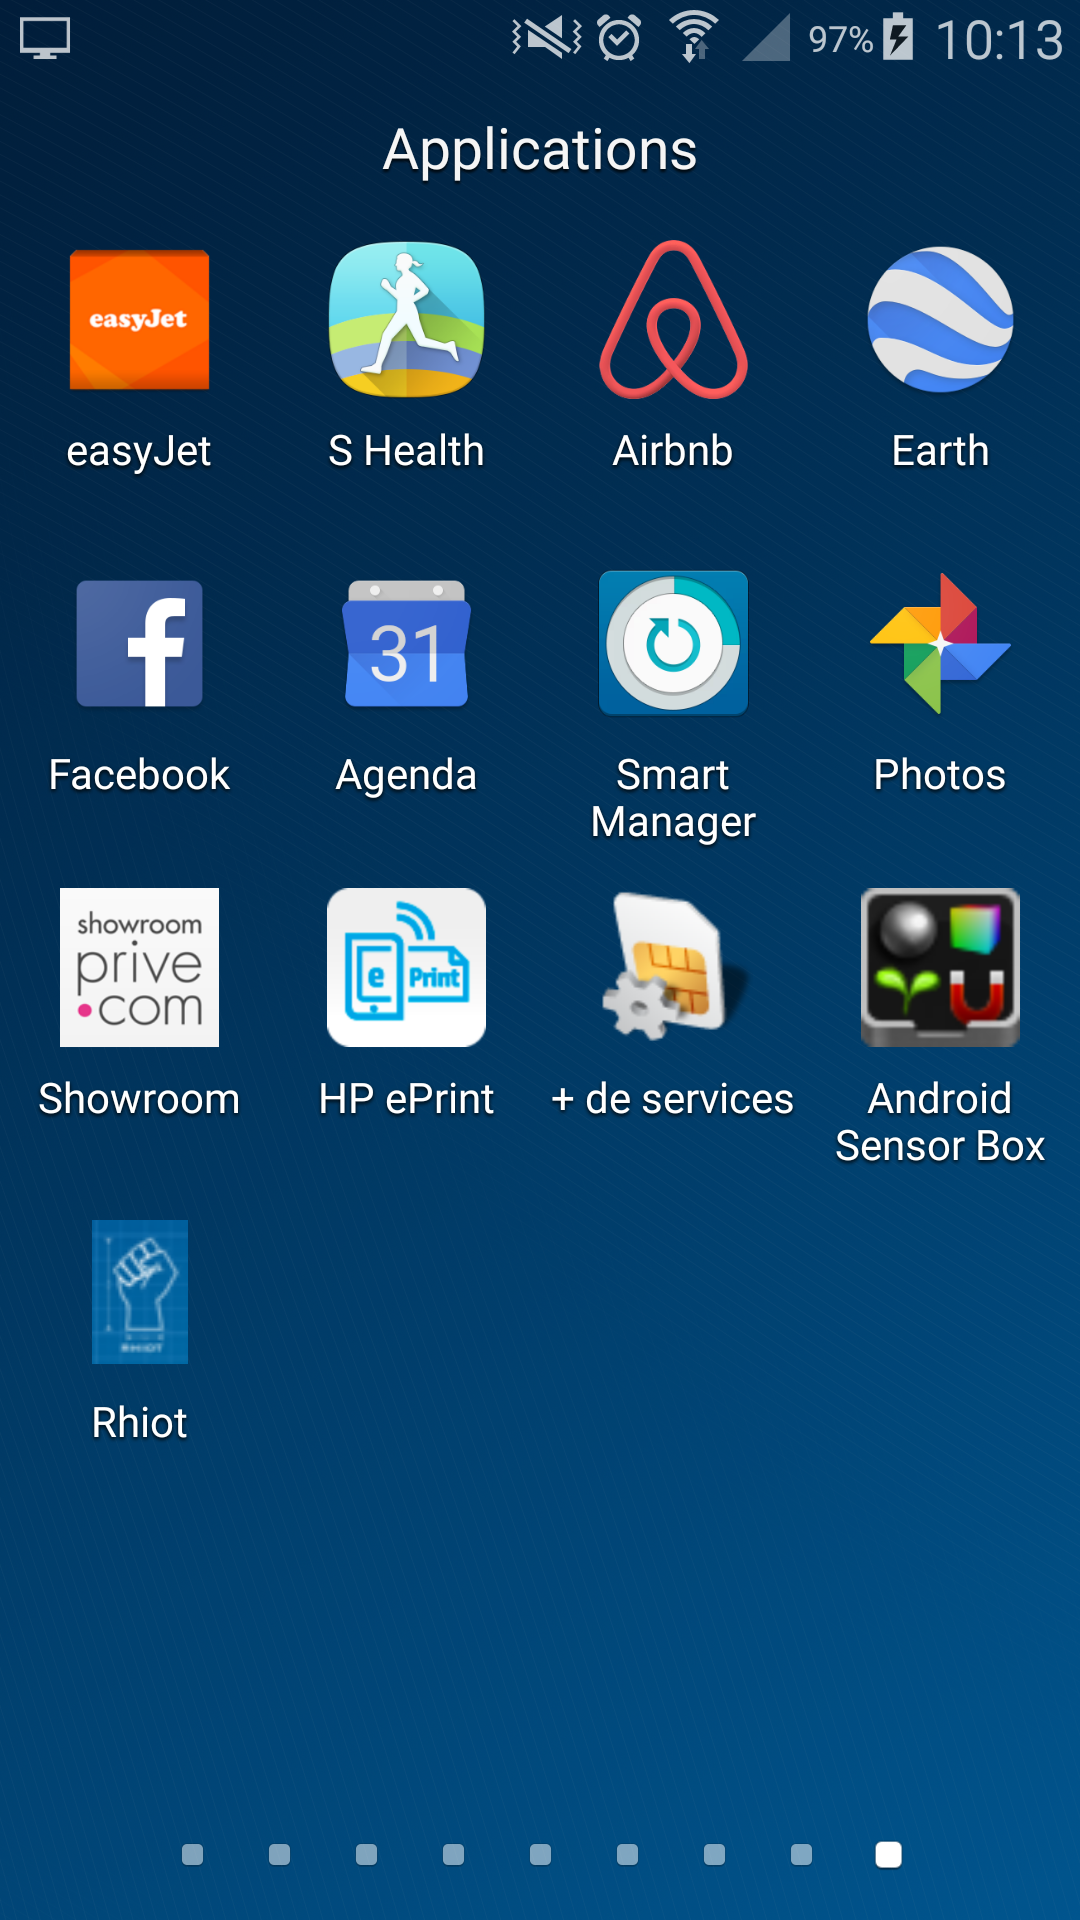 97% 10:13
Applications
easyJet
easyJet S Health Airbnb Earth
31
Facebook Agenda Smart Manager Photos
showroom
prive
.com
e Print
Showroom HP ePrint + de services Android Sensor Box
RHIOT
Rhiot